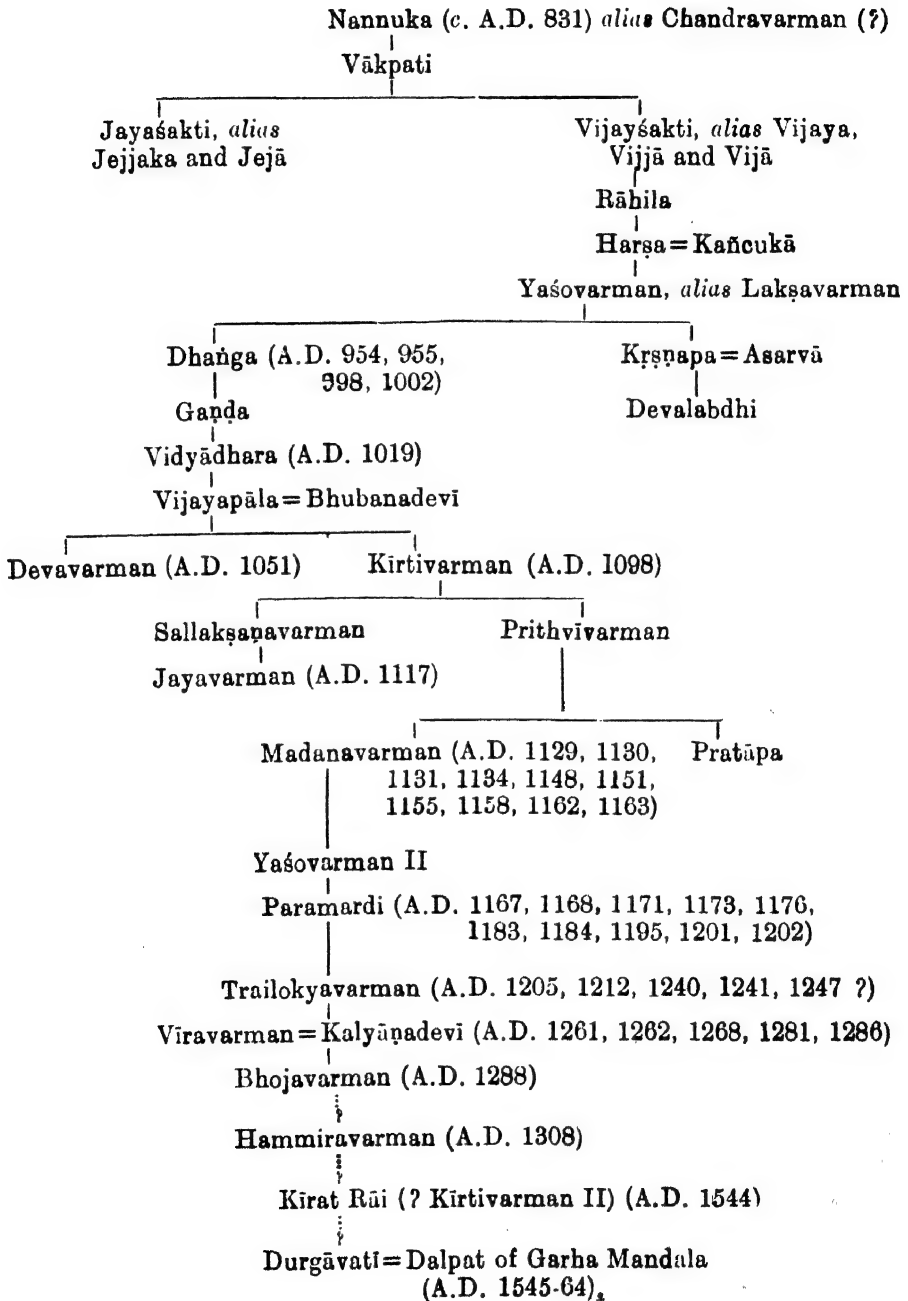 Nannuka (c. A.D. 831) alias Chandravarman (?)
Vākpati
Jayaśakti, alias
Jejjaka and Jejā
Vijayśakti, alias Vijaya,
Vijjā and Vijā
Rāhila
Harṣa=Kañcukā
Yaśovarman, alias Lakṣavarman
Dhaṅga (A.D. 954, 955,
998, 1002)
Kṛṣṇapa=Asarvā
Gaṇḍa
Devalabdhi
Vidyādhara (A.D. 1019)
Vijayapāla=Bhubanadevī
Devavarman (A.D. 1051)
Kīrtivarman (A.D. 1098)
Sallakṣaṇavarman
Prithvīvarman
Jayavarman (A.D. 1117)
Madanavarman (A.D. 1129, 1130,
1131, 1134, 1148, 1151,
1155, 1158, 1162, 1163)
Pratāpa
Yaśovarman II
Paramardi (A.D. 1167, 1168, 1171, 1173, 1176,
1183, 1184, 1195, 1201, 1202)
Trailokyavarman (A.D. 1205, 1212, 1240, 1241, 1247 ?)
Vīravarman=Kalyāṇadevī (A.D. 1261, 1262, 1268, 1281, 1286)
Bhojavarman (A.D. 1288)
?
Hammiravarman (A.D. 1308)
?
Kīrat Rāi (? Kīrtivarman II) (A.D. 1544)
?
Durgāvatī=Dalpat of Garha Mandala
(A.D. 1545-64).